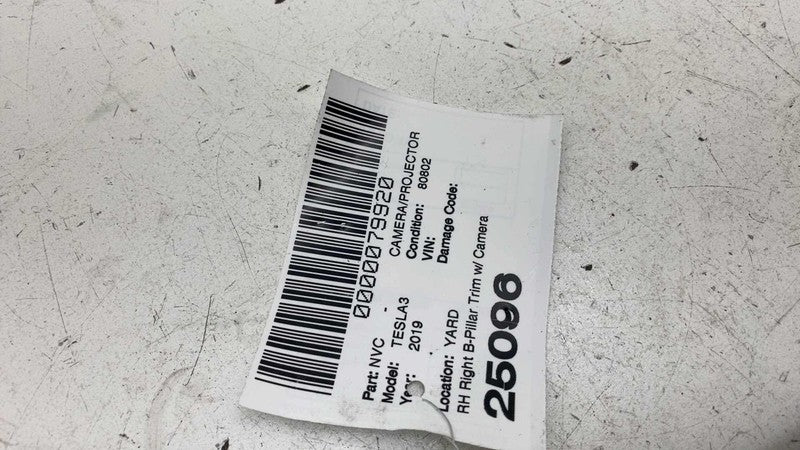 0000079920
Part: NVC - CAMERA/PROJECTOR
Model: TESLA3 Condition: 80802
Year: 2019 VIN:
Damage Code:
Location: YARD
RH Right B-Pillar Trim w/ Camera
25096